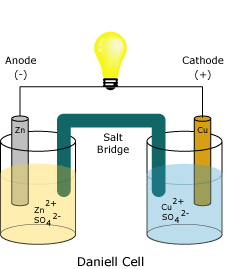 Anode
(-)
Cathode
(+)
Zn
Cu
Salt
Bridge
Zn2+
SO42-
Cu2+
SO42-
Daniell Cell